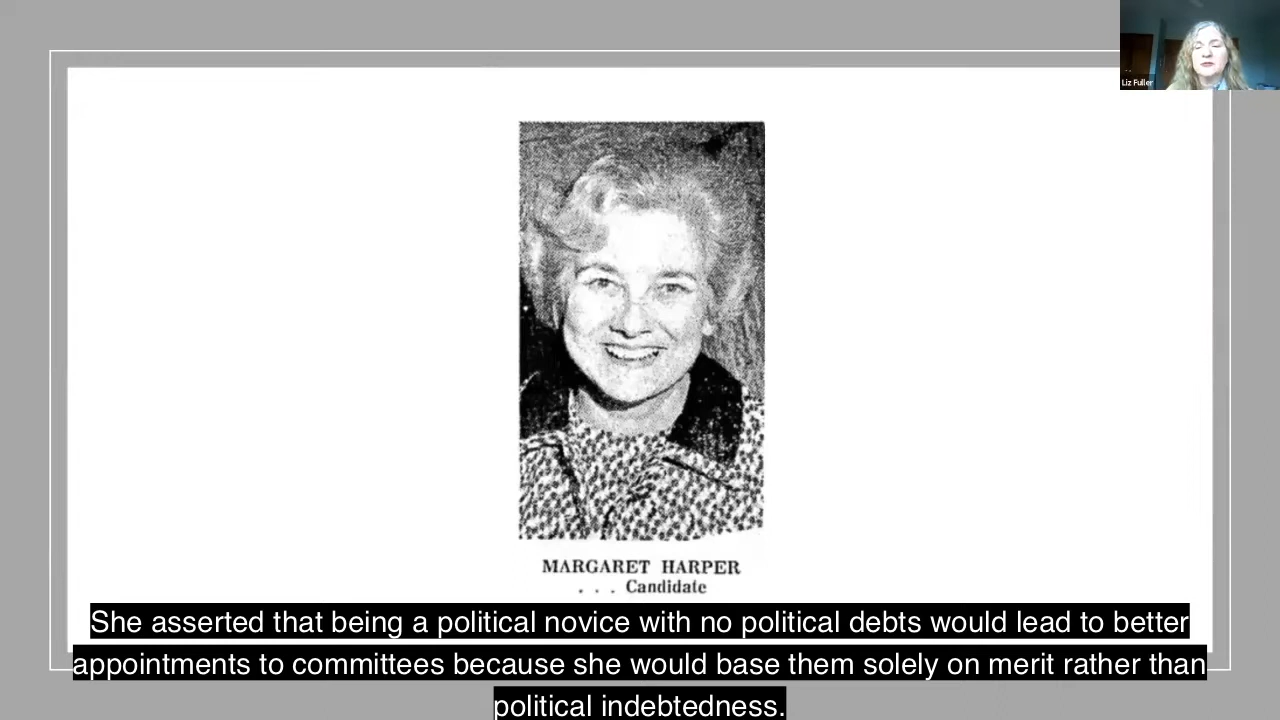 Liz Fuller
MARGARET HARPER
. . . Candidate
She asserted that being a political novice with no political debts would lead to better
appointments to committees because she would base them solely on merit rather than
political indebtedness.